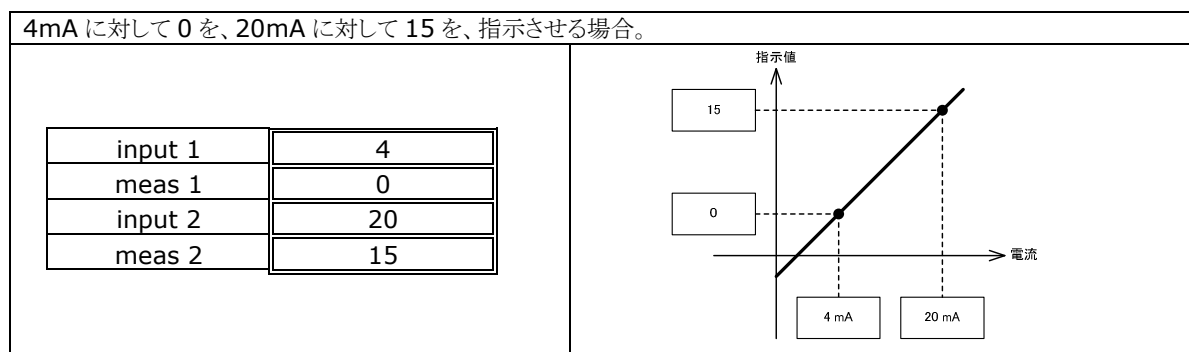 4mA に対して 0 を、20mA に対して 15 を、指示させる場合。
input 1 4
meas 1 0
input 2 20
meas 2 15
指示値
15
0
電流
4 mA 20 mA